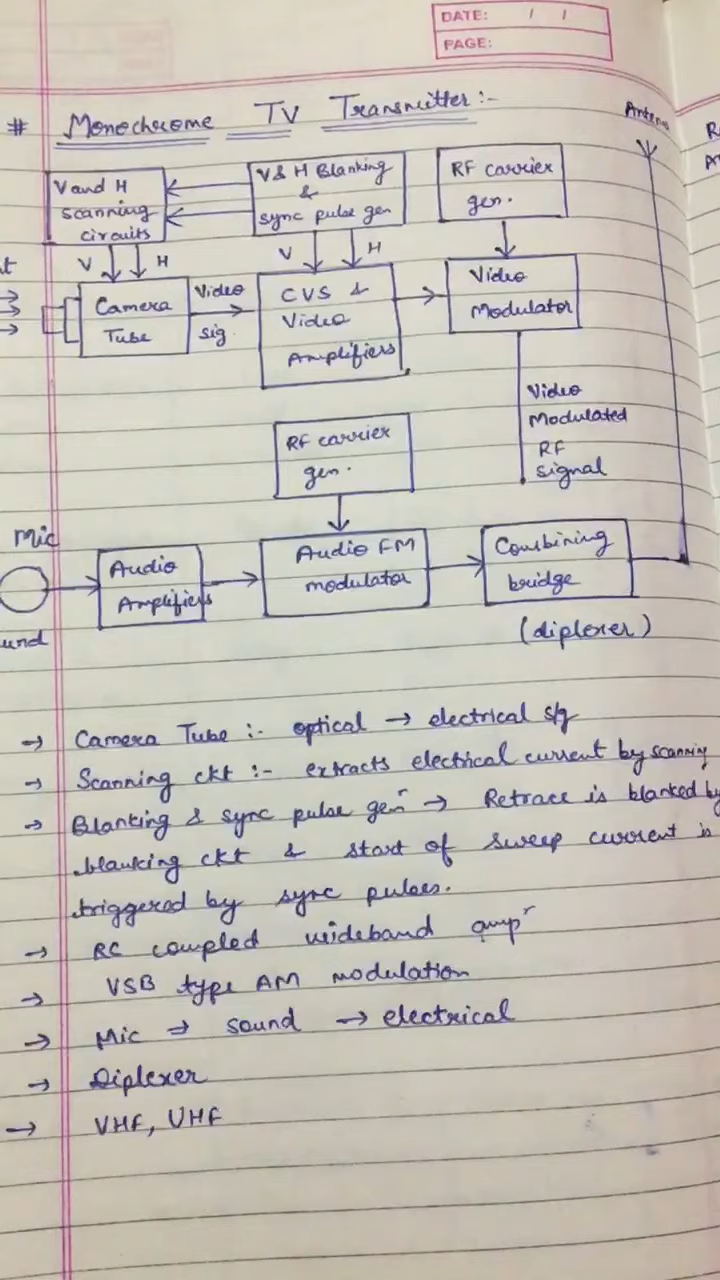 DATE: / /
PAGE:
# Monochrome TV Transmitter :-
Antenna
V and H scanning circuits
V & H Blanking & sync pulse gen
RF carrier gen.
V H
V H
Camera Tube
Video sig.
CVS & Video Amplifiers
Video Modulator
Video Modulated RF signal
RF carrier gen.
Mic
Audio Amplifiers
Audio FM modulator
Combining bridge
(diplexer)
und
→ Camera Tube :- optical → electrical s/g
→ Scanning ckt :- extracts electrical current by scanning
→ Blanking & sync pulse genⁿ → Retrace is blanked by
blanking ckt & start of sweep current is
triggered by sync pulses.
→ RC coupled wideband ampʳ
→ VSB type AM modulation
→ Mic → sound → electrical
→ Diplexer
→ VHF, UHF